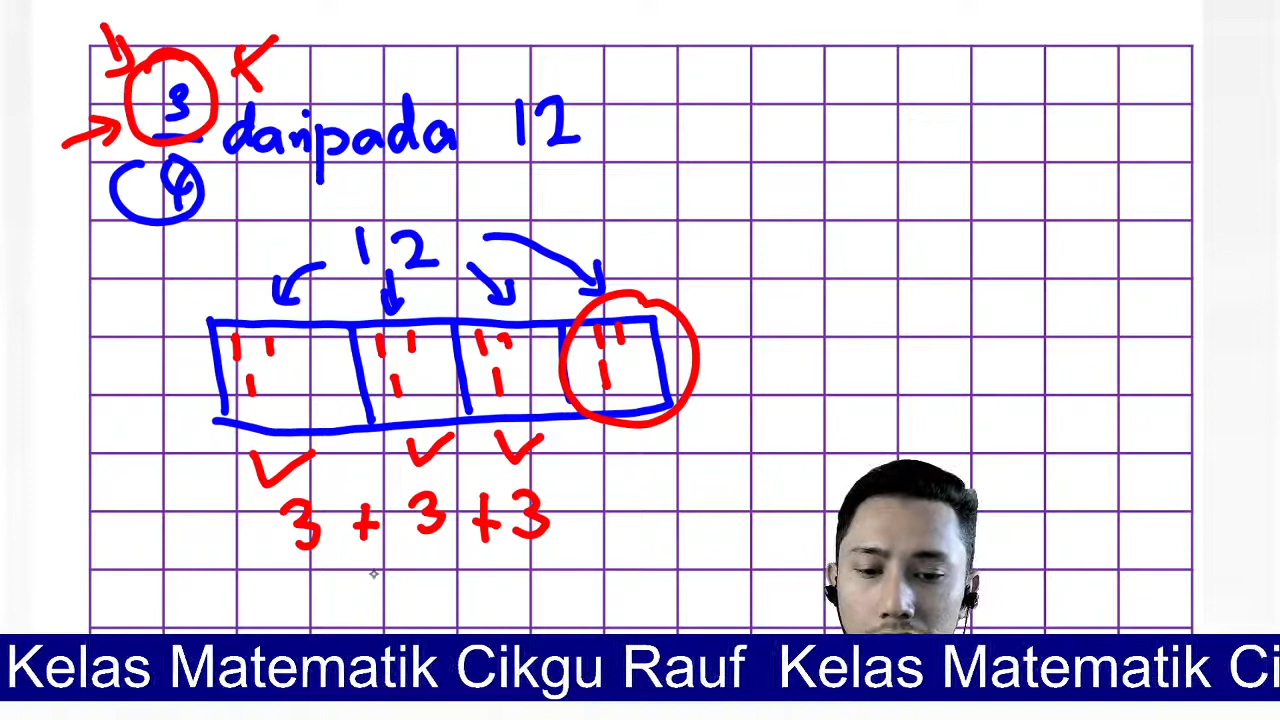 3
4 daripada 12
12
3 + 3 + 3
Kelas Matematik Cikgu Rauf Kelas Matematik Ci